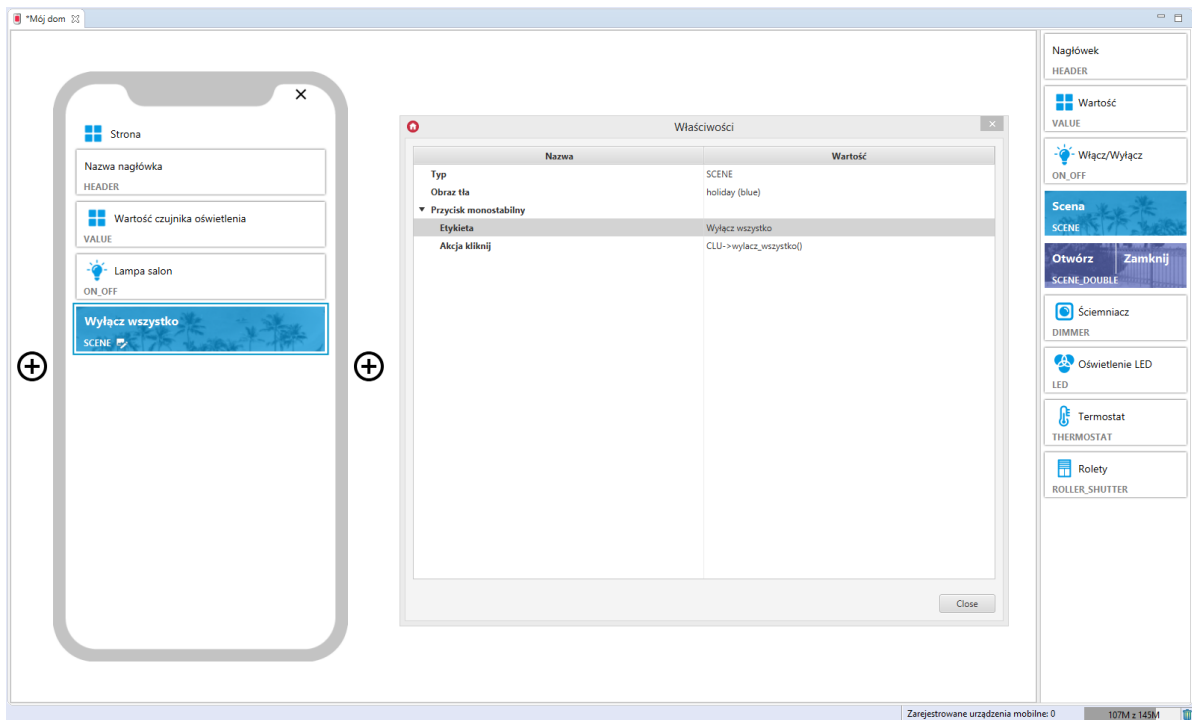 *Mój dom
Strona
Nazwa nagłówka
HEADER
Wartość czujnika oświetlenia
VALUE
Lampa salon
ON_OFF
Wyłącz wszystko
SCENE
Właściwości
Nazwa Wartość
Typ SCENE
Obraz tła holiday (blue)
Przycisk monostabilny
Etykieta Wyłącz wszystko
Akcja kliknij CLU->wylacz_wszystko()
Close
Nagłówek
HEADER
Wartość
VALUE
Włącz/Wyłącz
ON_OFF
Scena
SCENE
Otwórz Zamknij
SCENE_DOUBLE
Ściemniacz
DIMMER
Oświetlenie LED
LED
Termostat
THERMOSTAT
Rolety
ROLLER_SHUTTER
Zarejestrowane urządzenia mobilne: 0 107M z 145M